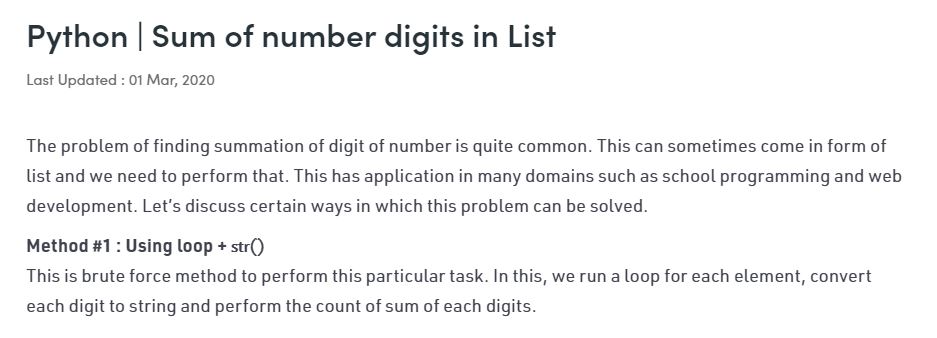 Python | Sum of number digits in List
Last Updated : 01 Mar, 2020
The problem of finding summation of digit of number is quite common. This can sometimes come in form of
list and we need to perform that. This has application in many domains such as school programming and web
development. Let’s discuss certain ways in which this problem can be solved.
Method #1 : Using loop + str()
This is brute force method to perform this particular task. In this, we run a loop for each element, convert
each digit to string and perform the count of sum of each digits.